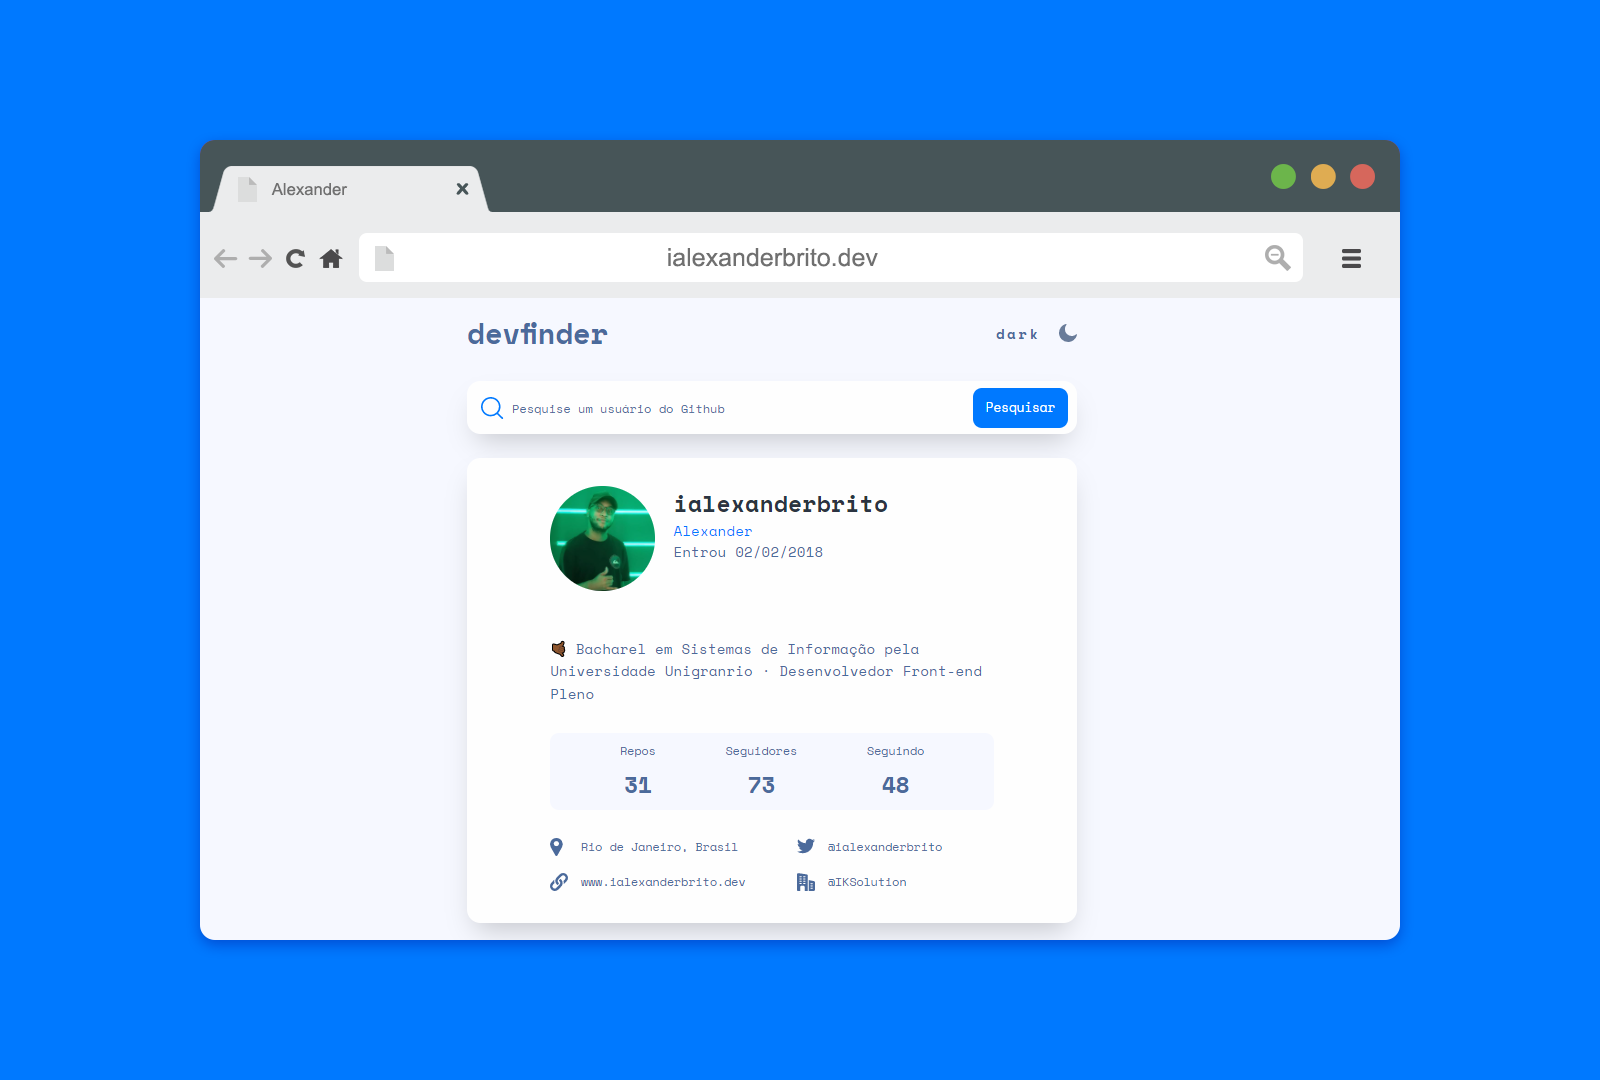 Alexander
ialexanderbrito.dev
devfinder
dark
Pesquise um usuário do Github
Pesquisar
ialexanderbrito
Alexander
Entrou 02/02/2018
Bacharel em Sistemas de Informação pela
Universidade Unigranrio · Desenvolvedor Front-end
Pleno
Repos Seguidores Seguindo
31 73 48
Rio de Janeiro, Brasil @ialexanderbrito
www.ialexanderbrito.dev @IKSolution